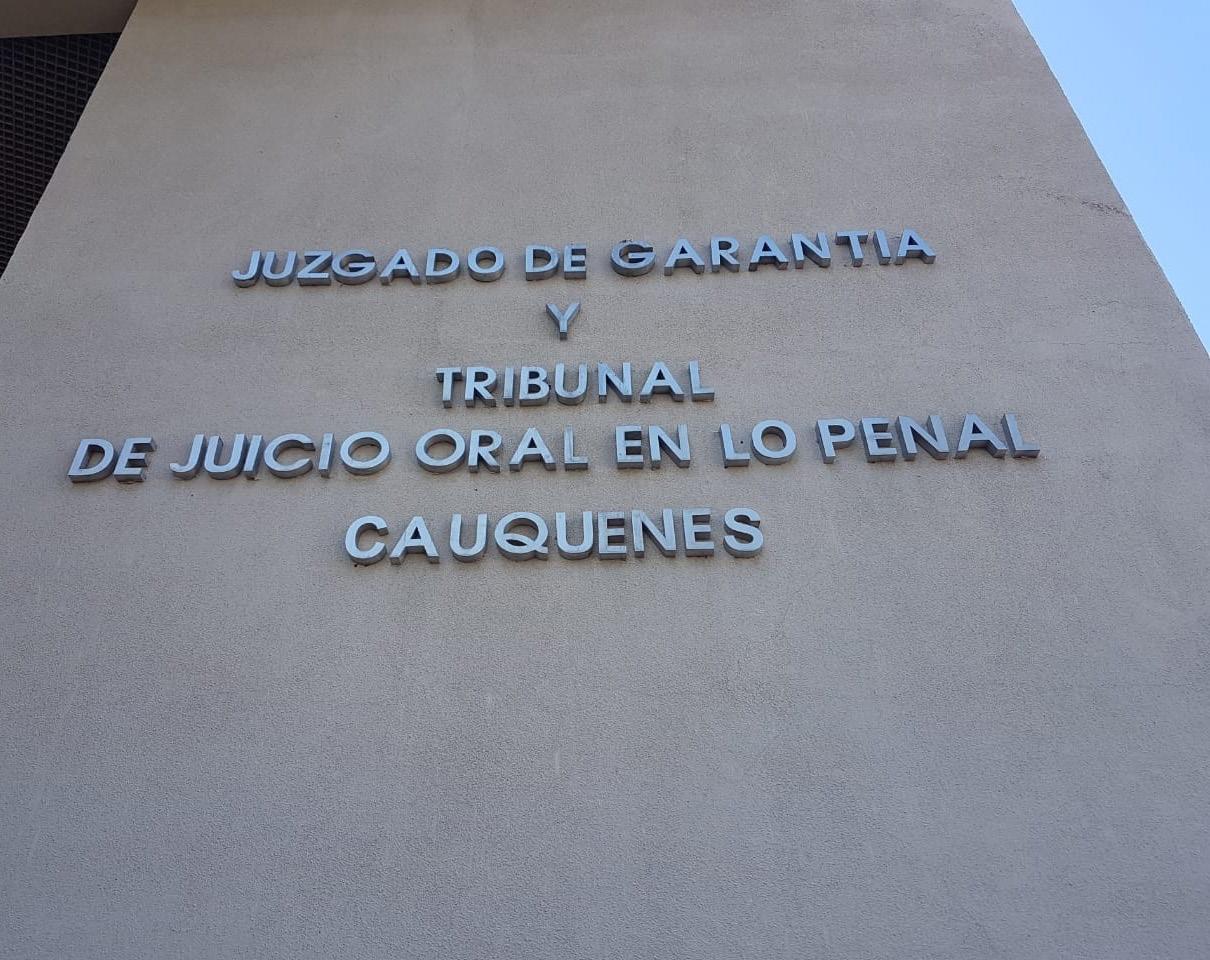 JUZGADO DE GARANTIA
Y
TRIBUNAL
DE JUICIO ORAL EN LO PENAL
CAUQUENES